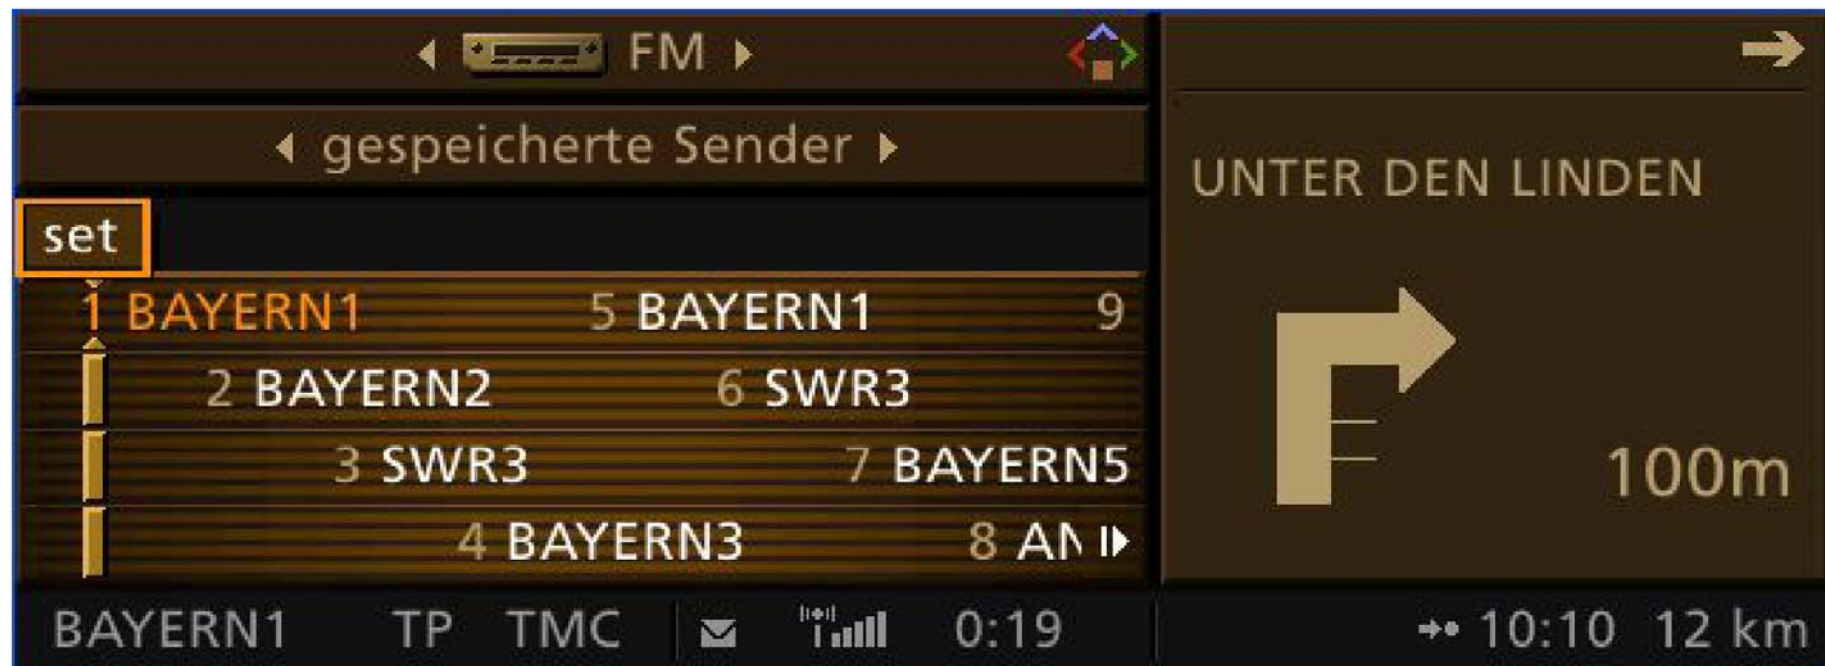 FM
gespeicherte Sender
set
1 BAYERN1 5 BAYERN1 9
2 BAYERN2 6 SWR3
3 SWR3 7 BAYERN5
4 BAYERN3 8
BAYERN1 TP TMC 0:19
UNTER DEN LINDEN
100m
10:10 12 km